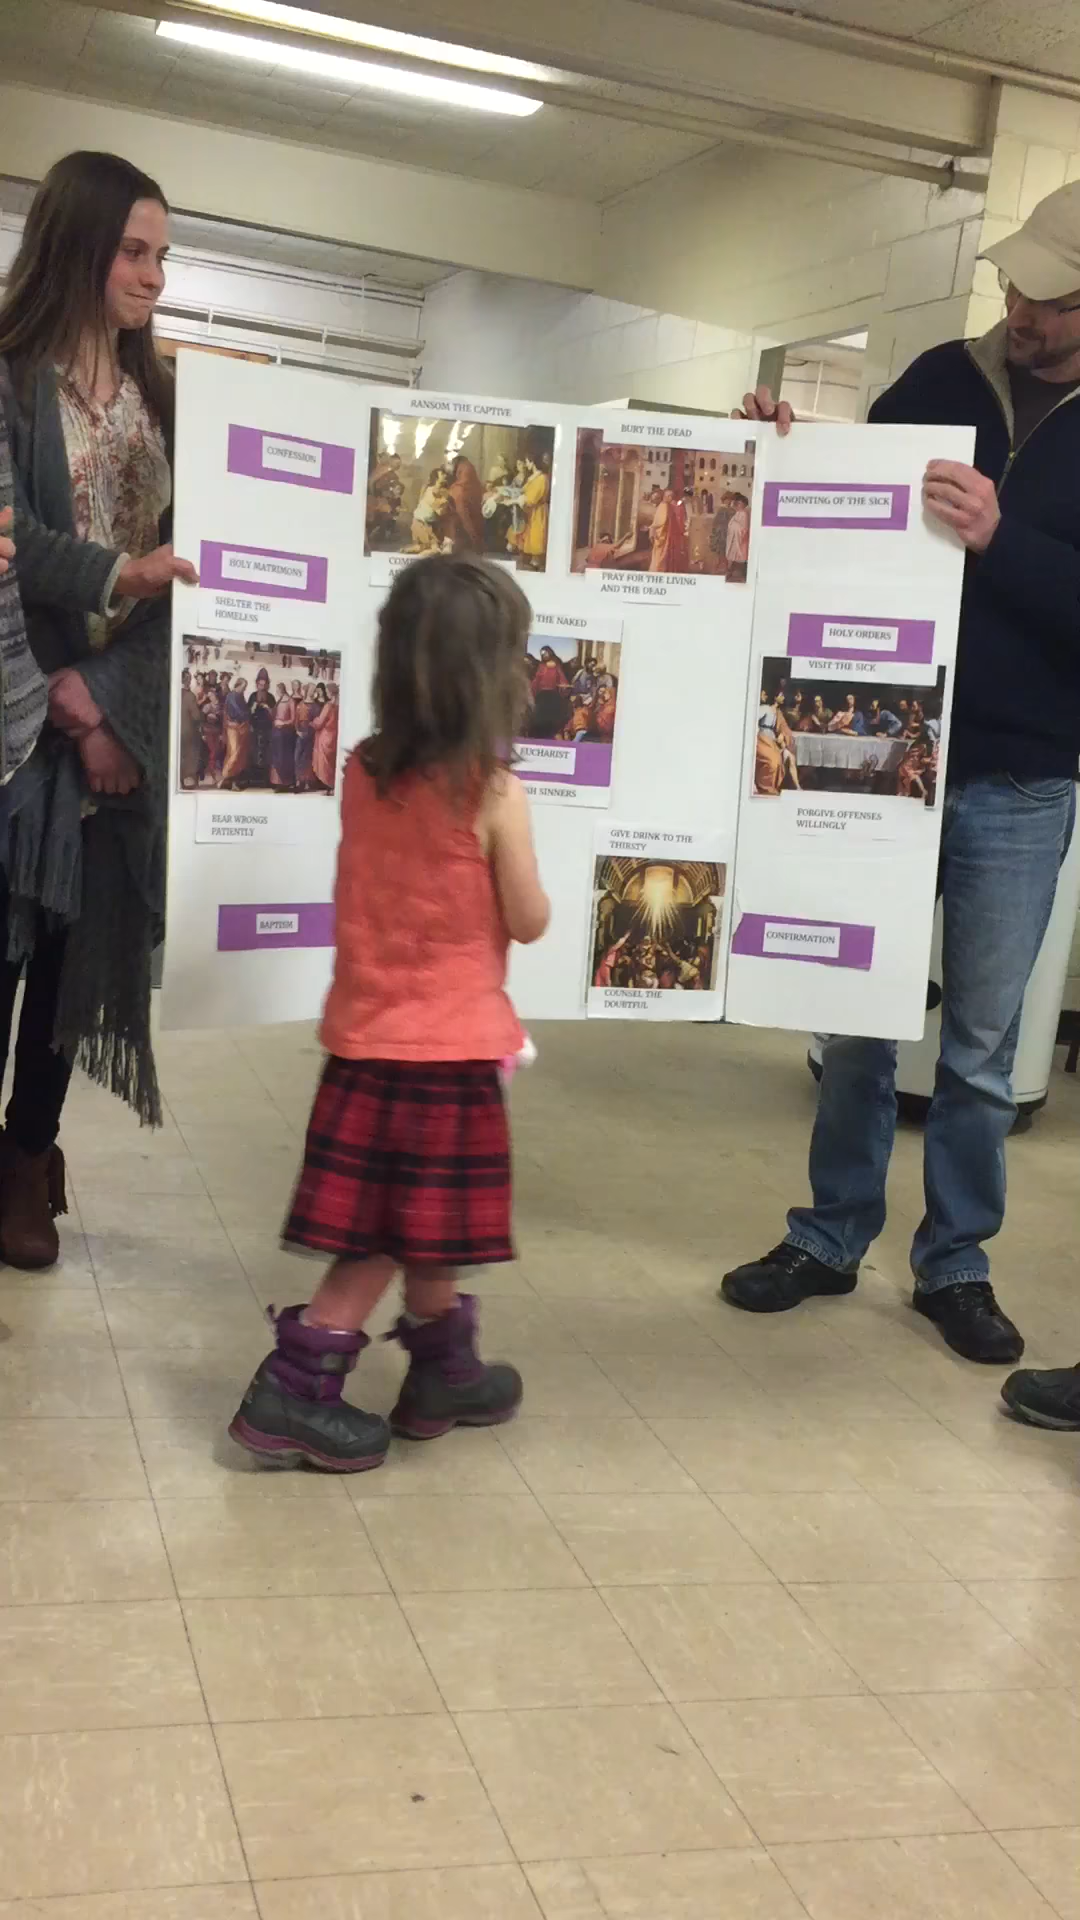 CONFESSION
HOLY MATRIMONY
SHELTER THE
HOMELESS
BEAR WRONGS
PATIENTLY
BAPTISM
RANSOM THE CAPTIVE
BURY THE DEAD
PRAY FOR THE LIVING
AND THE DEAD
THE NAKED
EUCHARIST
SINNERS
GIVE DRINK TO THE
THIRSTY
COUNSEL THE
DOUBTFUL
ANOINTING OF THE SICK
HOLY ORDERS
VISIT THE SICK
FORGIVE OFFENSES
WILLINGLY
CONFIRMATION